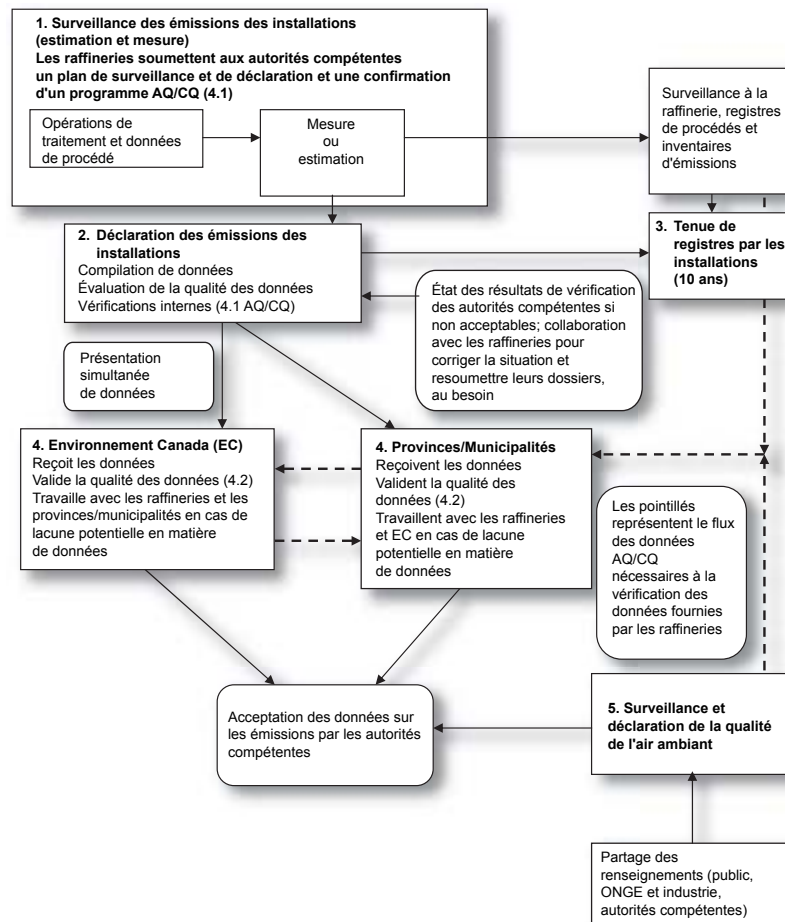 1. Surveillance des émissions des installations
(estimation et mesure)
Les raffineries soumettent aux autorités compétentes
un plan de surveillance et de déclaration et une confirmation
d'un programme AQ/CQ (4.1)
Opérations de
traitement et données
de procédé
Mesure
ou
estimation
Surveillance à la
raffinerie, registres
de procédés et
inventaires
d'émissions
2. Déclaration des émissions des
installations
Compilation de données
Évaluation de la qualité des données
Vérifications internes (4.1 AQ/CQ)
3. Tenue de
registres par les
installations
(10 ans)
État des résultats de vérification
des autorités compétentes si
non acceptables; collaboration
avec les raffineries pour
corriger la situation et
resoumettre leurs dossiers,
au besoin
Présentation
simultanée
de données
4. Environnement Canada (EC)
Reçoit les données
Valide la qualité des données (4.2)
Travaille avec les raffineries et les
provinces/municipalités en cas de
lacune potentielle en matière
de données
4. Provinces/Municipalités
Reçoivent les données
Valident la qualité des
données (4.2)
Travaillent avec les raffineries
et EC en cas de lacune
potentielle en matière
de données
Les pointillés
représentent le flux
des données
AQ/CQ
nécessaires à la
vérification des
données fournies
par les raffineries
Acceptation des données sur
les émissions par les autorités
compétentes
5. Surveillance et
déclaration de la qualité
de l'air ambiant
Partage des
renseignements (public,
ONGE et industrie,
autorités compétentes)